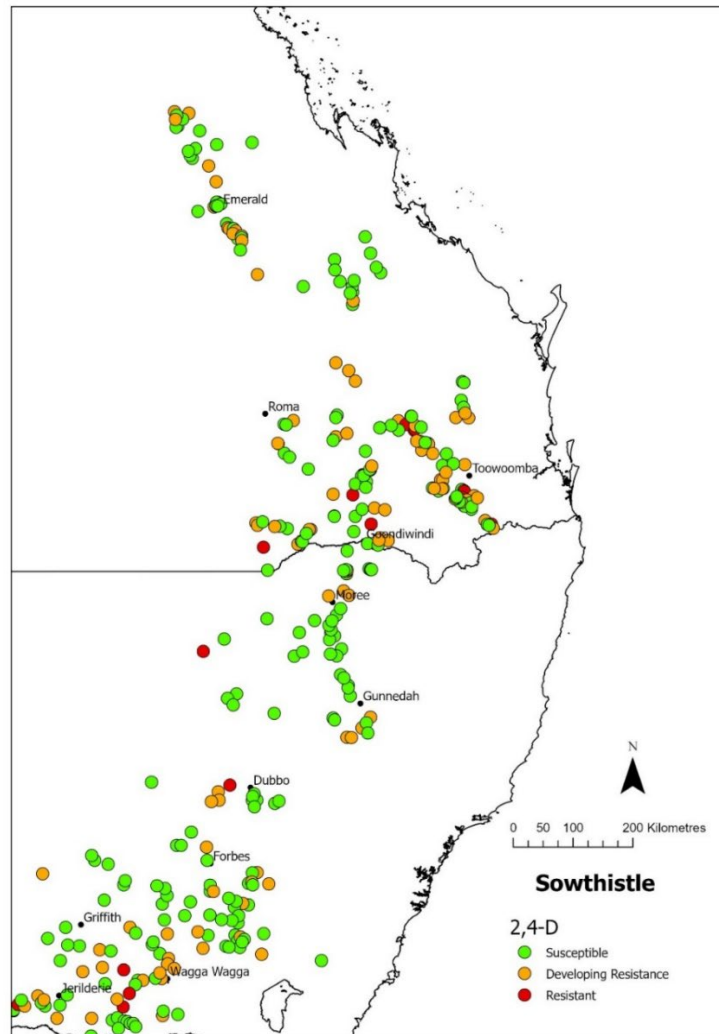 Emerald
Roma
Toowoomba
Goondiwindi
Moree
Gunnedah
Dubbo
Forbes
Griffith
Wagga Wagga
Jerilderie
N
0 50 100 200 Kilometres
Sowthistle
2,4-D
Susceptible
Developing Resistance
Resistant